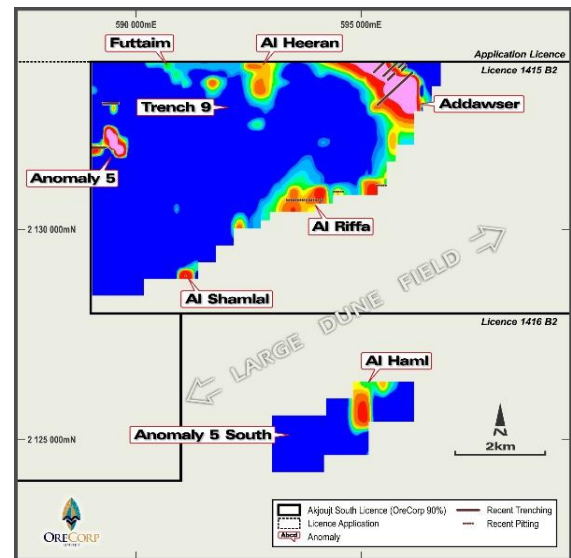 590 000mE
595 000mE
Futtaim
Al Heeran
Application Licence
Licence 1415 B2
Trench 9
Addawser
Anomaly 5
Al Riffa
2 130 000mN
Al Shamlal
LARGE DUNE FIELD
Licence 1416 B2
Al Haml
Anomaly 5 South
2 125 000mN
N
2km
Akjoujt South Licence (OreCorp 90%)
Recent Trenching
Licence Application
Recent Pitting
Abcd
Anomaly
ORECORP